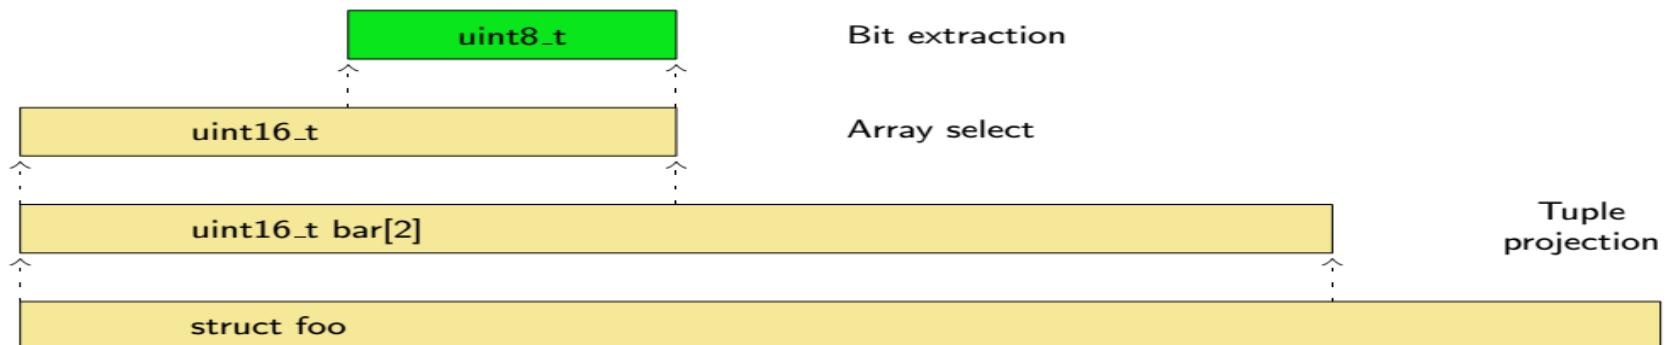 uint8_t
Bit extraction
uint16_t
Array select
uint16_t bar[2]
Tuple
projection
struct foo